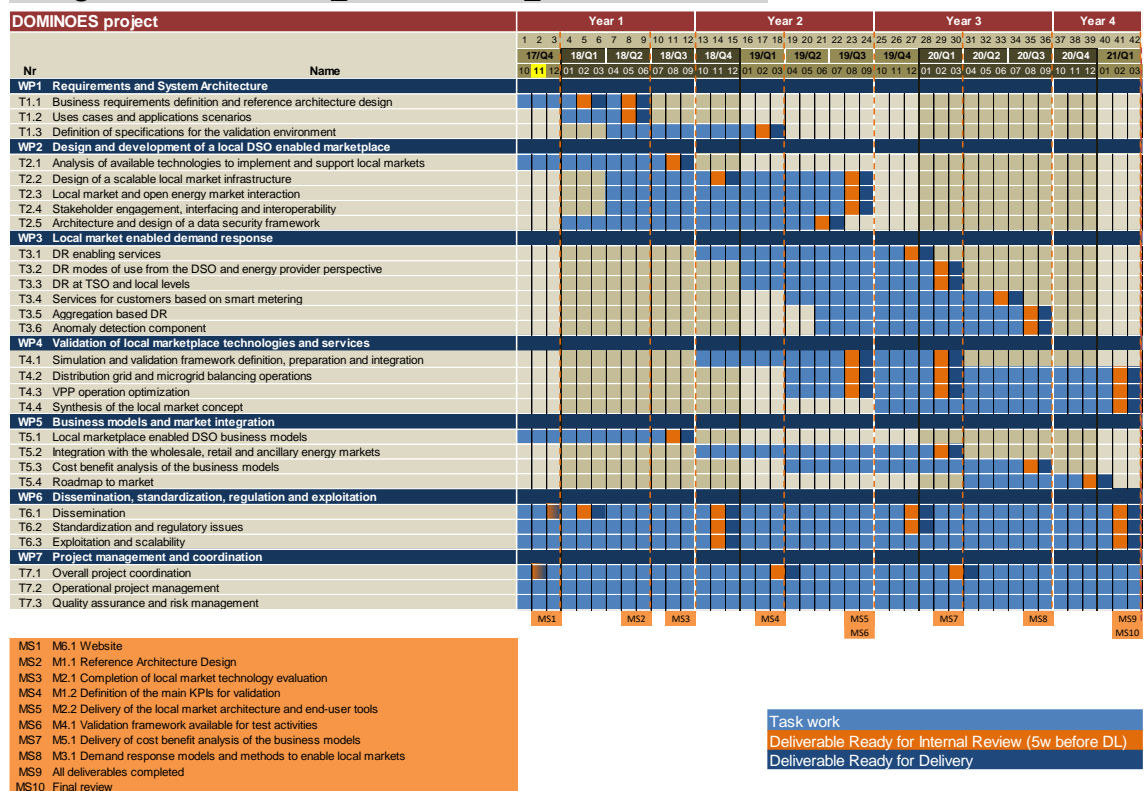 DOMINOES project Year 1 Year 2 Year 3 Year 4
1 2 3 4 5 6 7 8 9 10 11 12 13 14 15 16 17 18 19 20 21 22 23 24 25 26 27 28 29 30 31 32 33 34 35 36 37 38 39 40 41 42
17/Q4 18/Q1 18/Q2 18/Q3 18/Q4 19/Q1 19/Q2 19/Q3 19/Q4 20/Q1 20/Q2 20/Q3 20/Q4 21/Q1
Nr Name 10 11 12 01 02 03 04 05 06 07 08 09 10 11 12 01 02 03 04 05 06 07 08 09 10 11 12 01 02 03 04 05 06 07 08 09 10 11 12 01 02 03
WP1 Requirements and System Architecture
T1.1 Business requirements definition and reference architecture design
T1.2 Uses cases and applications scenarios
T1.3 Definition of specifications for the validation environment
WP2 Design and development of a local DSO enabled marketplace
T2.1 Analysis of available technologies to implement and support local markets
T2.2 Design of a scalable local market infrastructure
T2.3 Local market and open energy market interaction
T2.4 Stakeholder engagement, interfacing and interoperability
T2.5 Architecture and design of a data security framework
WP3 Local market enabled demand response
T3.1 DR enabling services
T3.2 DR modes of use from the DSO and energy provider perspective
T3.3 DR at TSO and local levels
T3.4 Services for customers based on smart metering
T3.5 Aggregation based DR
T3.6 Anomaly detection component
WP4 Validation of local marketplace technologies and services
T4.1 Simulation and validation framework definition, preparation and integration
T4.2 Distribution grid and microgrid balancing operations
T4.3 VPP operation optimization
T4.4 Synthesis of the local market concept
WP5 Business models and market integration
T5.1 Local marketplace enabled DSO business models
T5.2 Integration with the wholesale, retail and ancillary energy markets
T5.3 Cost benefit analysis of the business models
T5.4 Roadmap to market
WP6 Dissemination, standardization, regulation and exploitation
T6.1 Dissemination
T6.2 Standardization and regulatory issues
T6.3 Exploitation and scalability
WP7 Project management and coordination
T7.1 Overall project coordination
T7.2 Operational project management
T7.3 Quality assurance and risk management
MS1 MS2 MS3 MS4 MS5 MS7 MS8 MS9
MS6 MS10
MS1 M6.1 Website
MS2 M1.1 Reference Architecture Design
MS3 M2.1 Completion of local market technology evaluation
MS4 M1.2 Definition of the main KPIs for validation
MS5 M2.2 Delivery of the local market architecture and end-user tools
MS6 M4.1 Validation framework available for test activities
MS7 M5.1 Delivery of cost benefit analysis of the business models
MS8 M3.1 Demand response models and methods to enable local markets
MS9 All deliverables completed
MS10 Final review
Task work
Deliverable Ready for Internal Review (5w before DL)
Deliverable Ready for Delivery